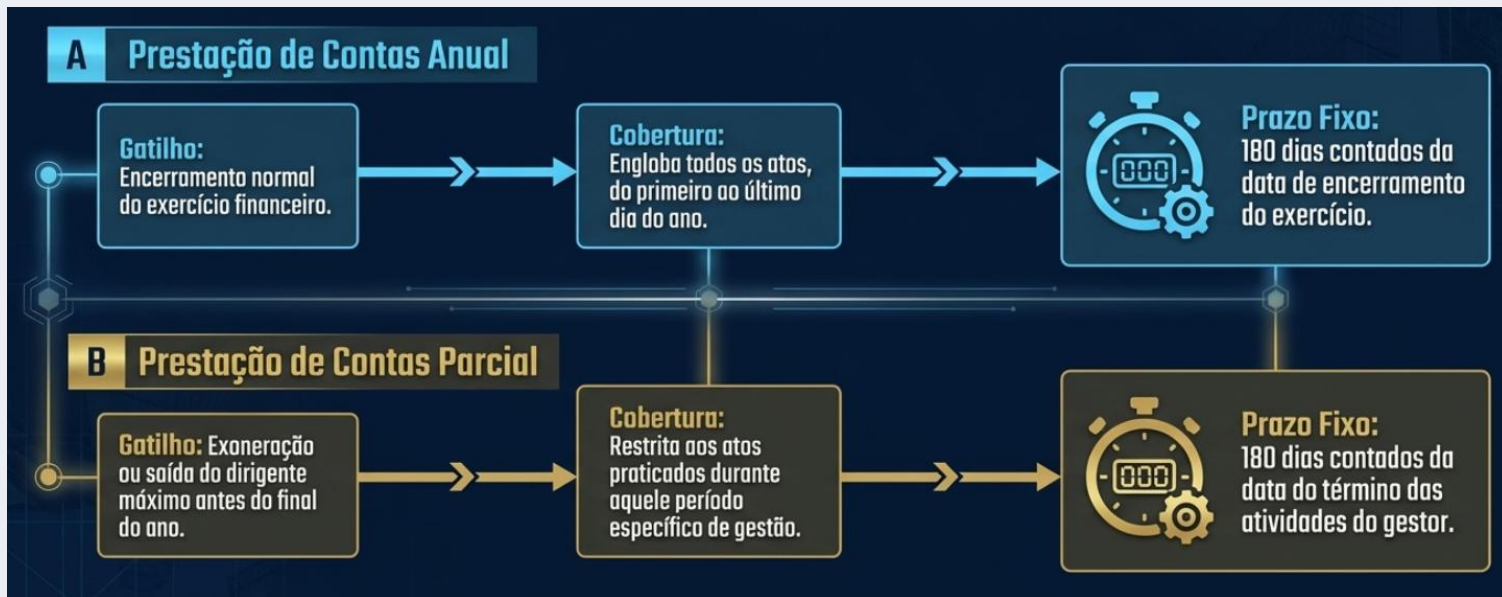 A Prestação de Contas Anual
Gatilho:
Encerramento normal
do exercício financeiro.
Cobertura:
Engloba todos os atos,
do primeiro ao último
dia do ano.
000
Prazo Fixo:
180 dias contados da
data de encerramento
do exercício.
B Prestação de Contas Parcial
Gatilho: Exoneração
ou saída do dirigente
máximo antes do final
do ano.
Cobertura:
Restrita aos atos
praticados durante
aquele período
específico de gestão.
000
Prazo Fixo:
180 dias contados da
data do término das
atividades do gestor.